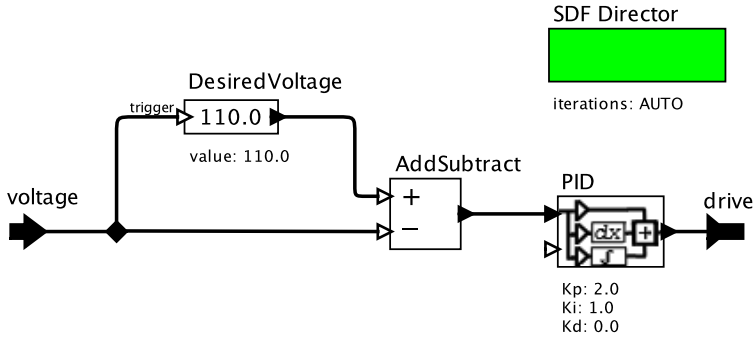 SDF Director
iterations: AUTO
DesiredVoltage
trigger
110.0
value: 110.0
voltage
AddSubtract
+
−
PID
dx
+
∫
Kp: 2.0
Ki: 1.0
Kd: 0.0
drive